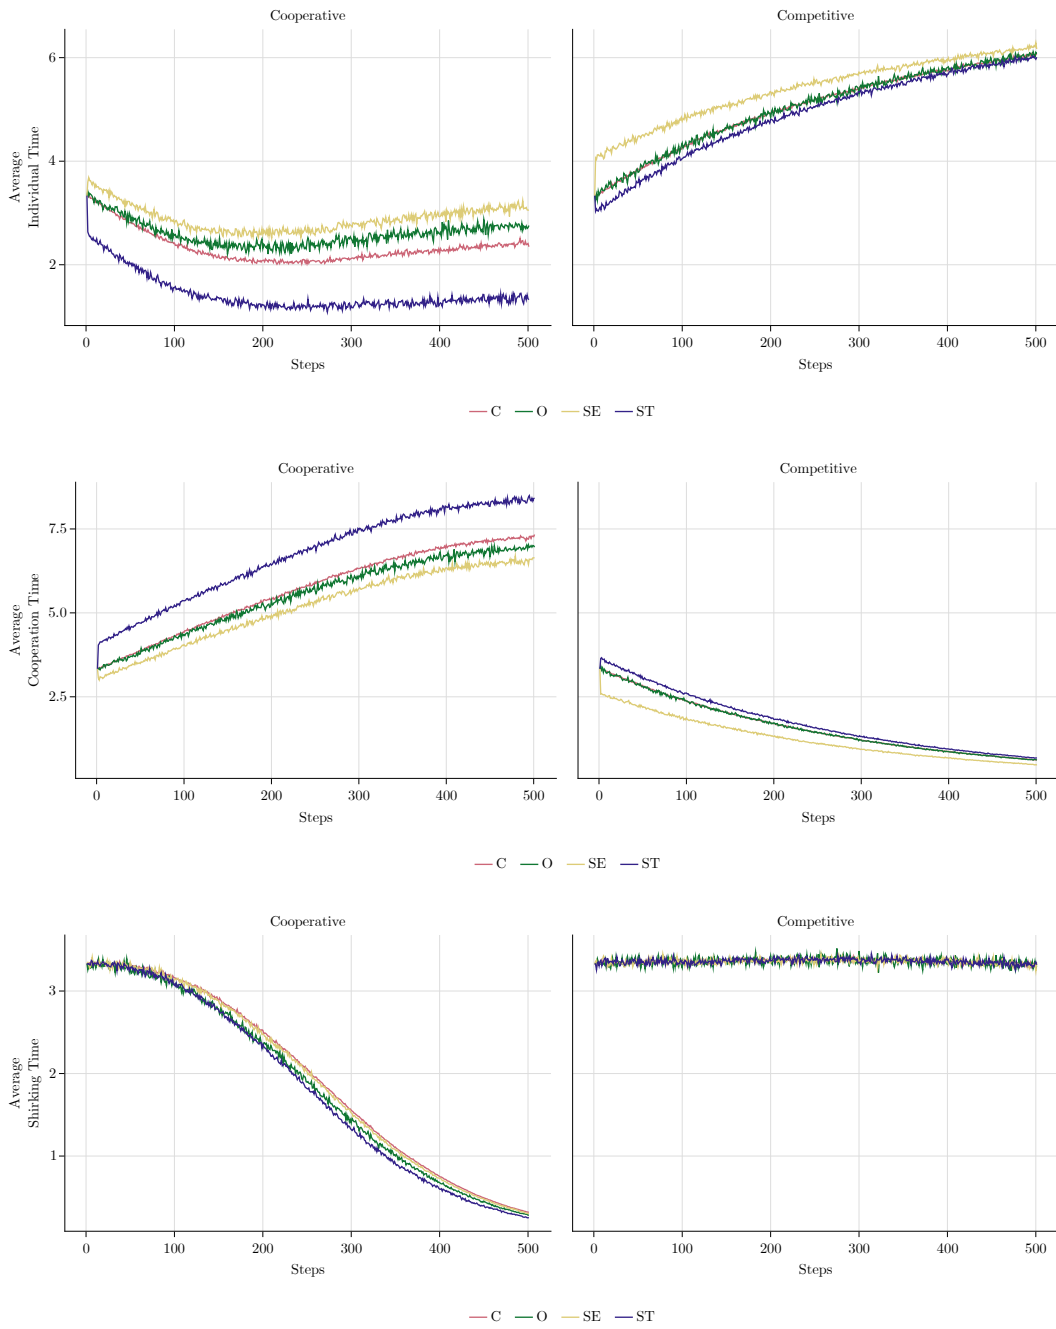 Cooperative Competitive
6
4
2
Average
Individual Time
0 100 200 300 400 500 0 100 200 300 400 500
Steps Steps
C O SE ST
Cooperative Competitive
7.5
5.0
2.5
Average
Cooperation Time
0 100 200 300 400 500 0 100 200 300 400 500
Steps Steps
C O SE ST
Cooperative Competitive
3
2
1
Average
Shirking Time
0 100 200 300 400 500 0 100 200 300 400 500
Steps Steps
C O SE ST